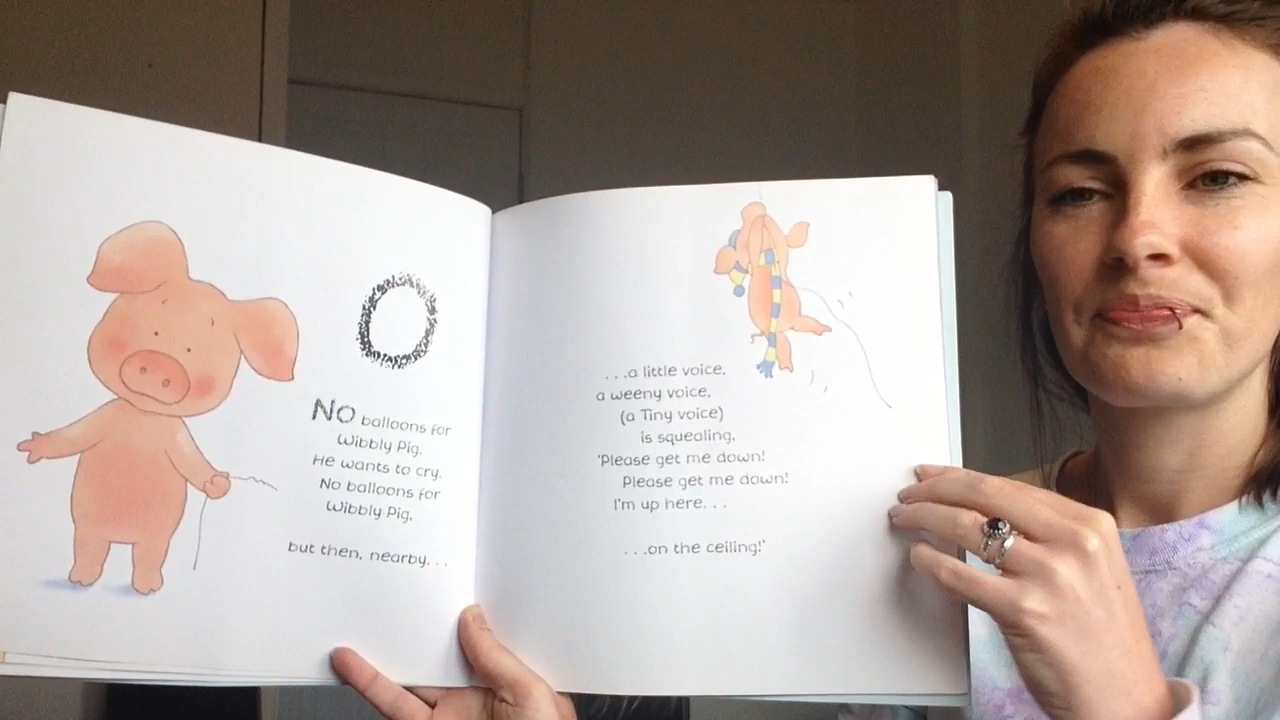 0
NO balloons for
Wibbly Pig.
He wants to cry.
No balloons for
Wibbly Pig,
but then, nearby. . .
. . .a little voice,
a weeny voice,
(a Tiny voice)
is squealing,
'Please get me down!
Please get me down!
I'm up here. . .
. . .on the ceiling!'